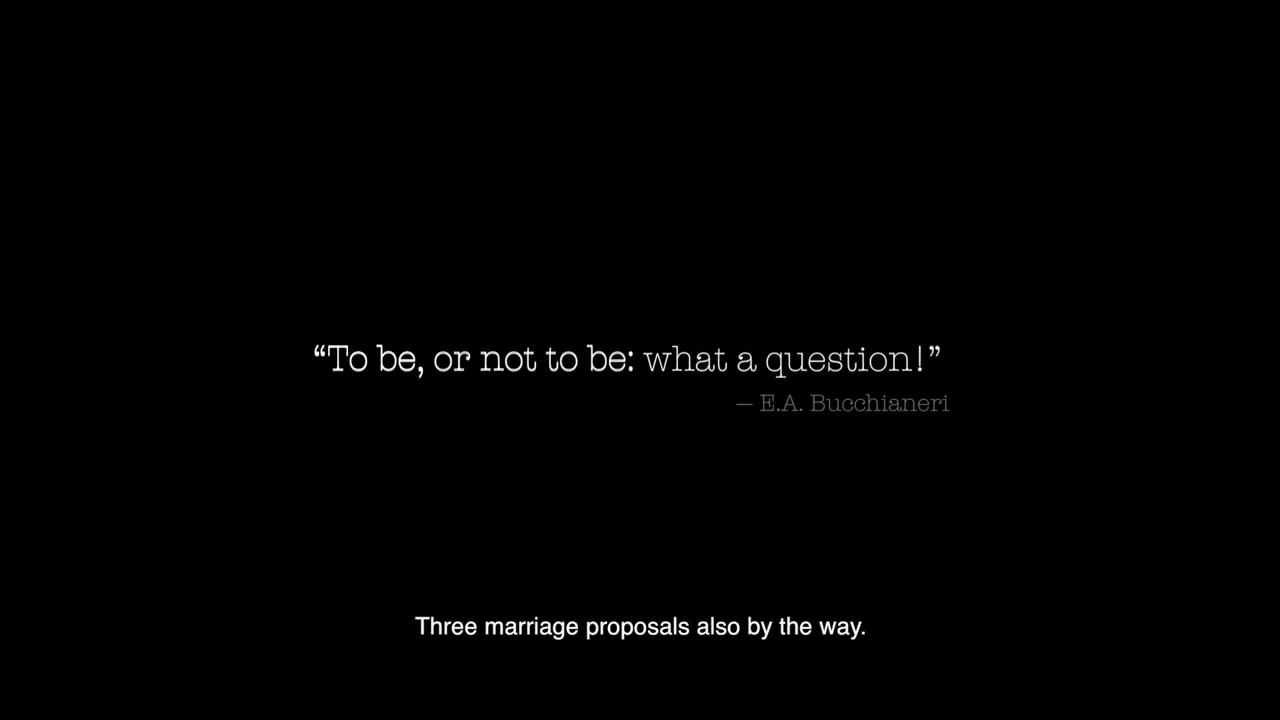 “To be, or not to be: what a question!”
— E.A. Bucchianeri
Three marriage proposals also by the way.